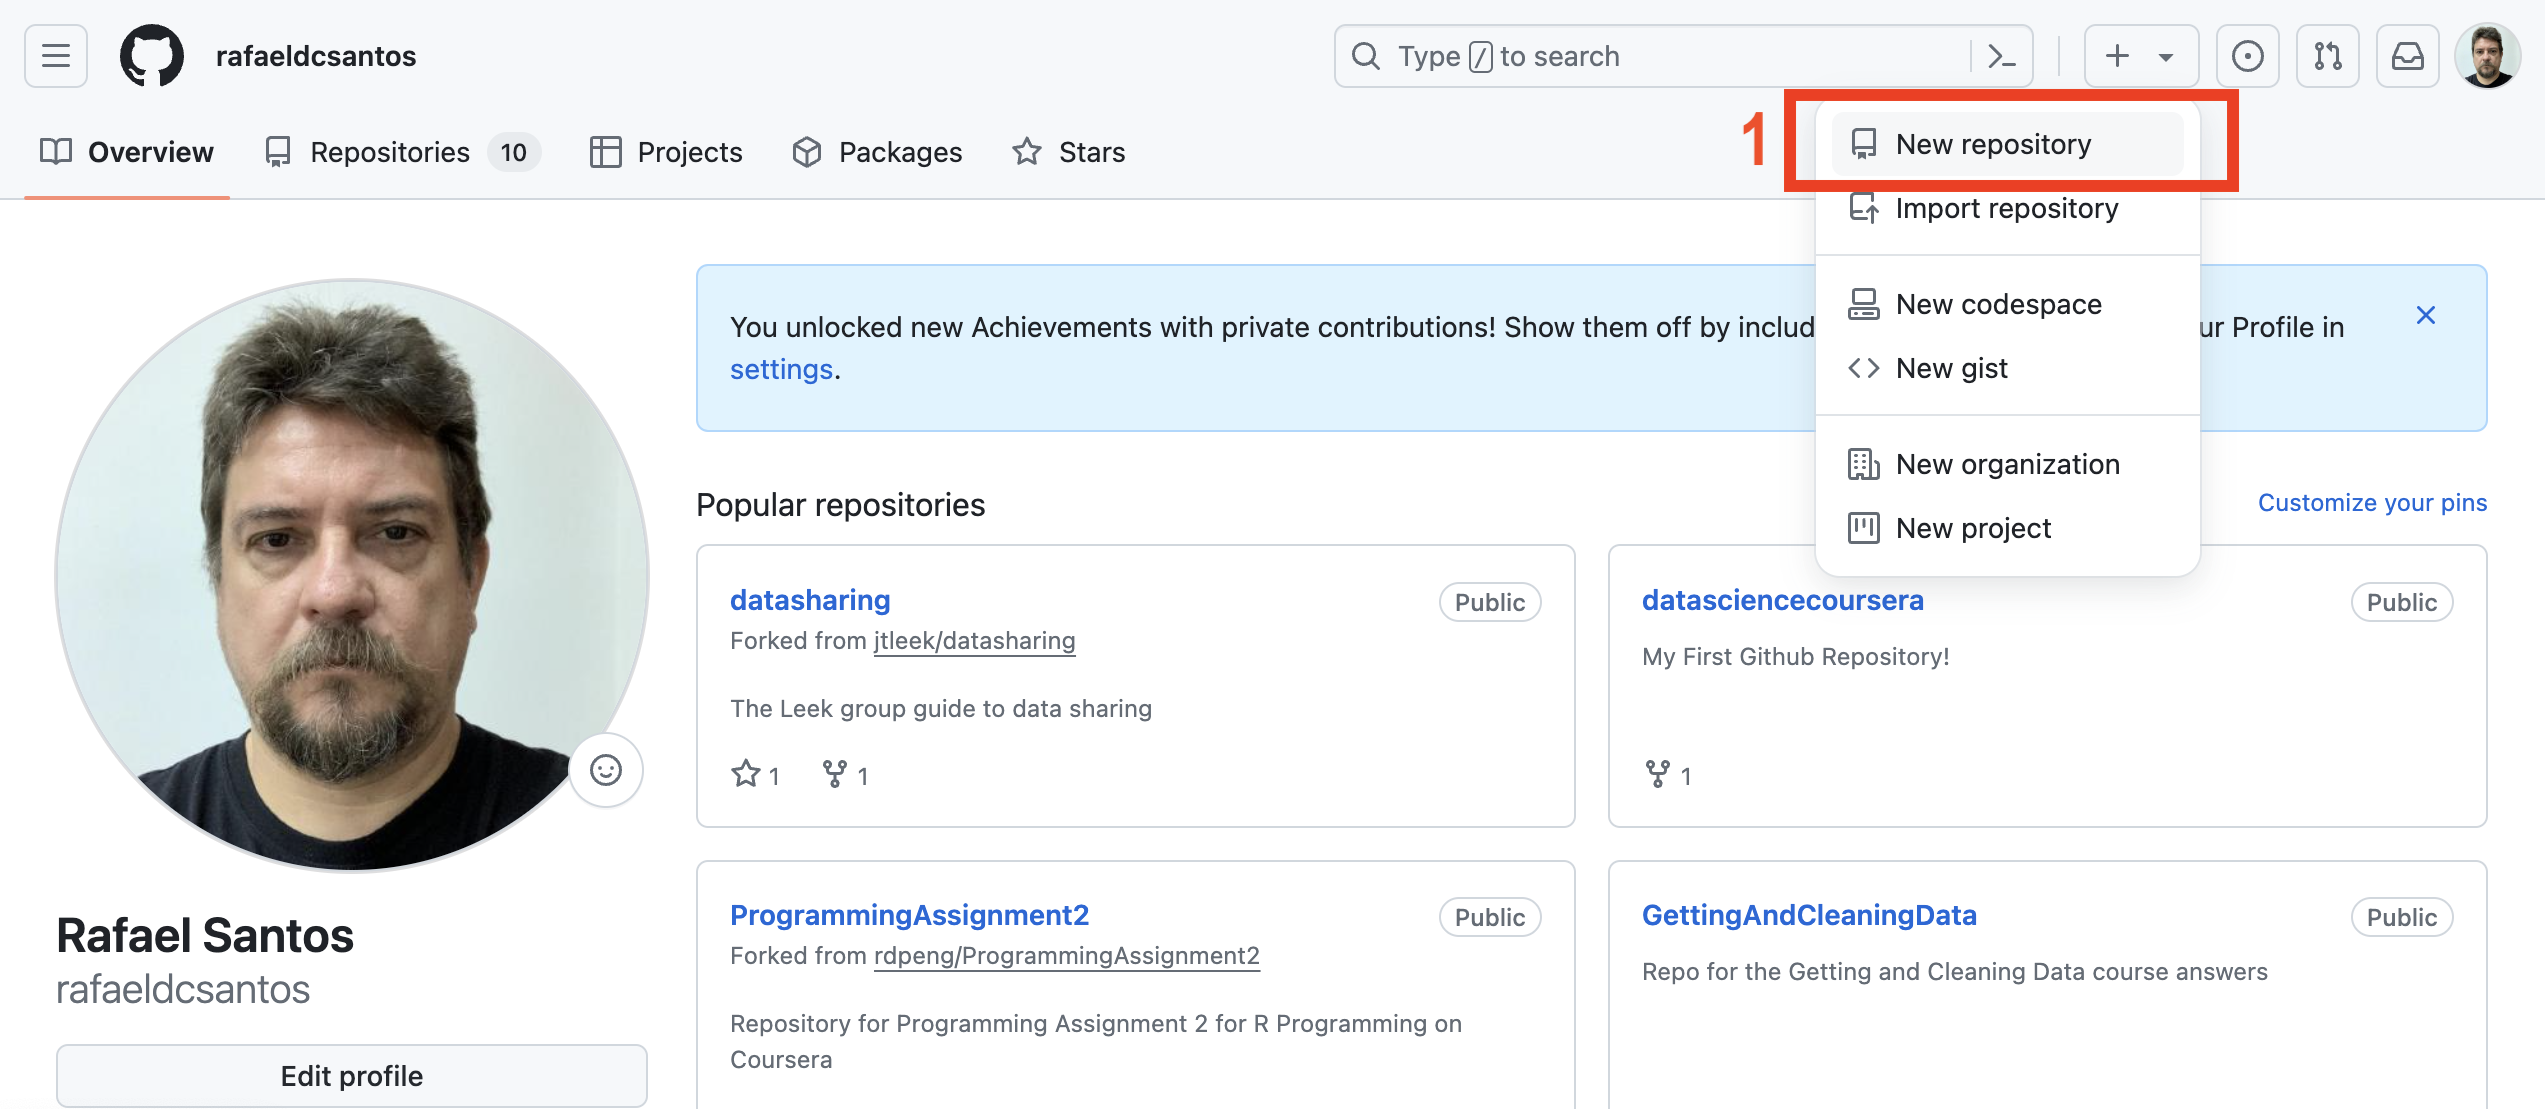 rafaeldcsantos
Type / to search
Overview
Repositories 10
Projects
Packages
Stars
1
New repository
Import repository
New codespace
New gist
New organization
New project
You unlocked new Achievements with private contributions! Show them off by includ
ur Profile in
settings.
Popular repositories
Customize your pins
datasharing
Public
Forked from jtleek/datasharing
The Leek group guide to data sharing
1
1
datasciencecoursera
Public
My First Github Repository!
1
ProgrammingAssignment2
Public
Forked from rdpeng/ProgrammingAssignment2
Repository for Programming Assignment 2 for R Programming on
Coursera
GettingAndCleaningData
Public
Repo for the Getting and Cleaning Data course answers
Rafael Santos
rafaeldcsantos
Edit profile